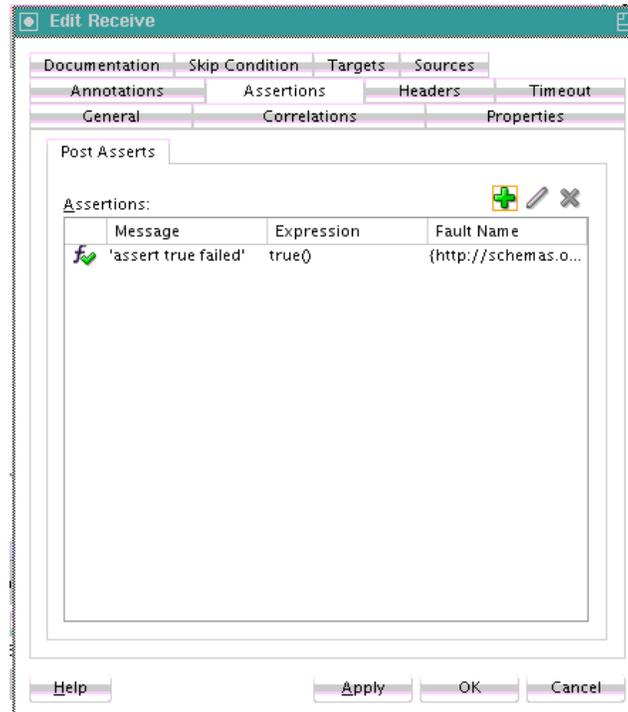 Edit Receive
Documentation Skip Condition Targets Sources
Annotations Assertions Headers Timeout
General Correlations Properties
Post Asserts
Assertions:
Message Expression Fault Name
'assert true failed' true() {http://schemas.o...
Help Apply OK Cancel